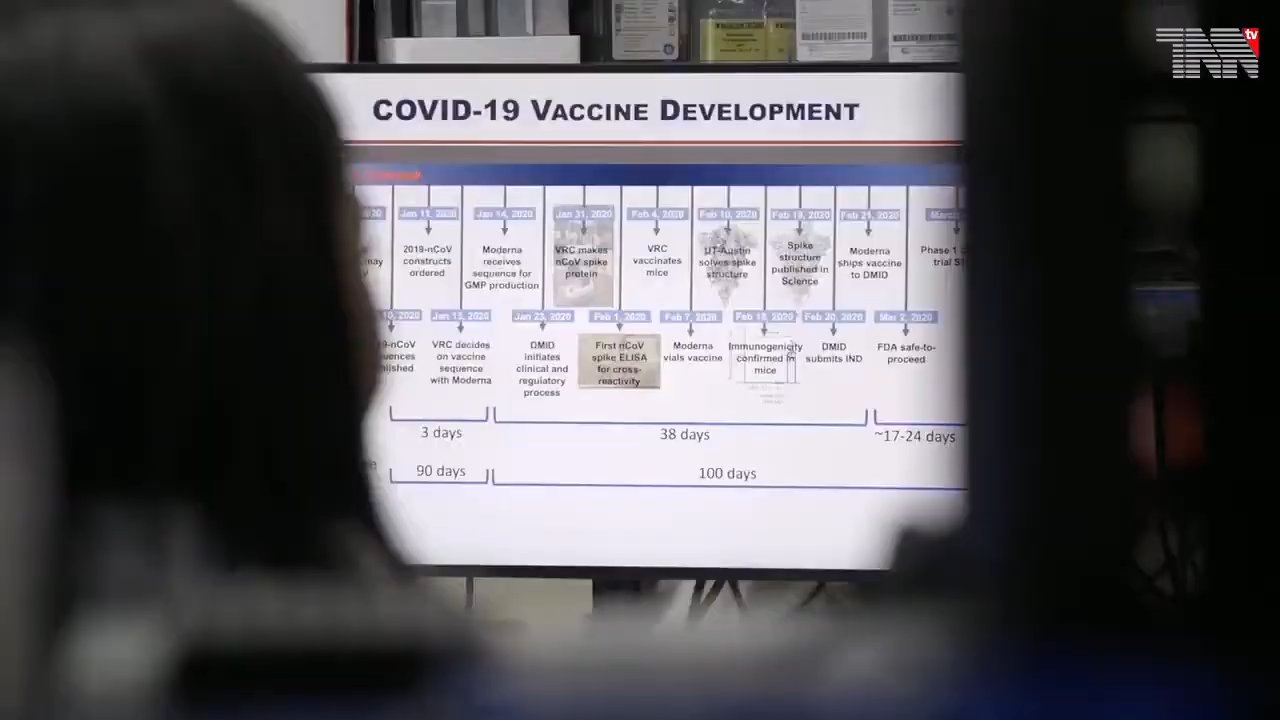 TNN tv
COVID-19 VACCINE DEVELOPMENT
Jan 11, 2020
Jan 14, 2020
Jan 31, 2020
Feb 4, 2020
Feb 10, 2020
Feb 19, 2020
Feb 21, 2020
2019-nCoV
constructs
ordered
Moderna
receives
sequence for
GMP production
VRC makes
nCoV spike
protein
VRC
vaccinates
mice
UT-Austin
solves spike
structure
Spike
structure
published in
Science
Moderna
ships vaccine
to DMID
Phase 1
trial
Jan 13, 2020
Jan 23, 2020
Feb 1, 2020
Feb 7, 2020
Feb 20, 2020
Mar 2, 2020
VRC decides
on vaccine
sequence
with Moderna
DMID
initiates
clinical and
regulatory
process
First nCoV
spike ELISA
for cross-
reactivity
Moderna
vials vaccine
Immunogenicity
confirmed in
mice
DMID
submits IND
FDA safe-to-
proceed
3 days
38 days
~17-24 days
90 days
100 days